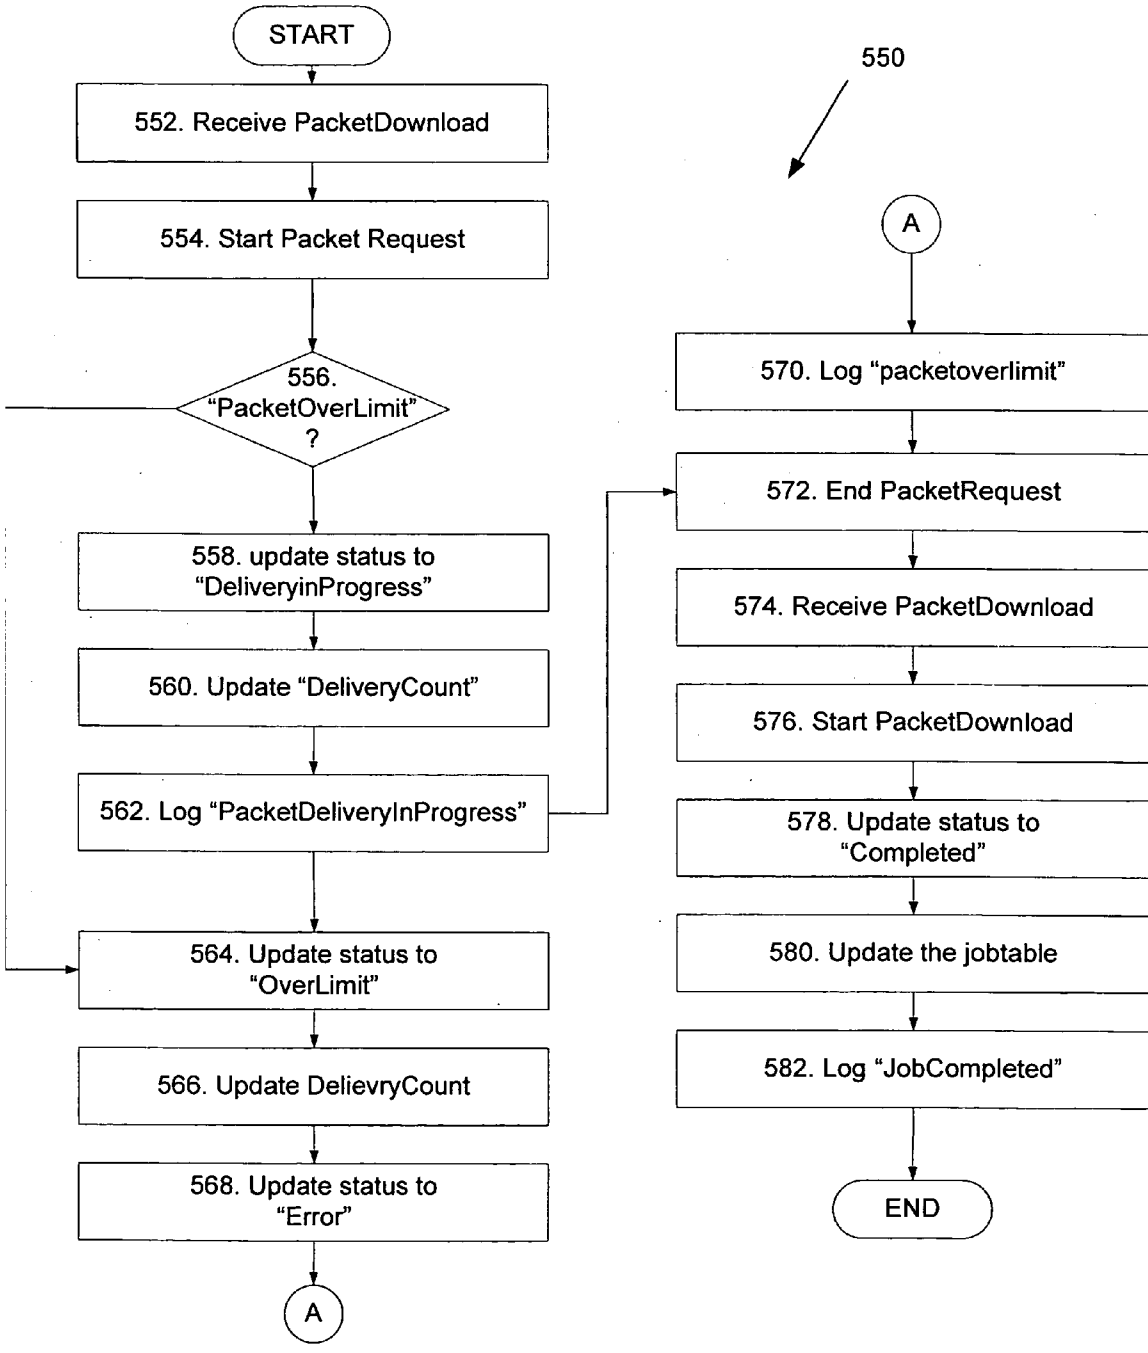 START
552. Receive PacketDownload
554. Start Packet Request
556.
“PacketOverLimit”
?
558. update status to
“DeliveryinProgress”
560. Update “DeliveryCount”
562. Log “PacketDeliveryInProgress”
564. Update status to
“OverLimit”
566. Update DelievryCount
568. Update status to
“Error”
A
550
A
570. Log “packetoverlimit”
572. End PacketRequest
574. Receive PacketDownload
576. Start PacketDownload
578. Update status to
“Completed”
580. Update the jobtable
582. Log “JobCompleted”
END